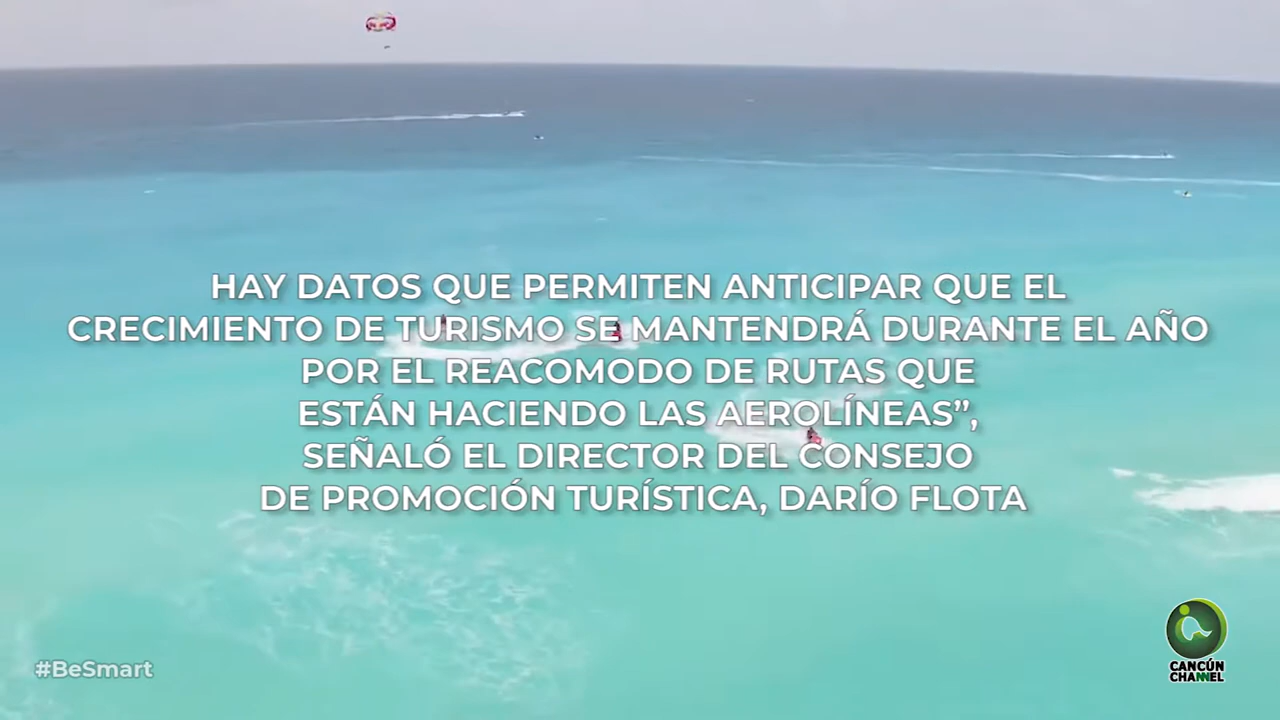 HAY DATOS QUE PERMITEN ANTICIPAR QUE EL
CRECIMIENTO DE TURISMO SE MANTENDRÁ DURANTE EL AÑO
POR EL REACOMODO DE RUTAS QUE
ESTÁN HACIENDO LAS AEROLÍNEAS”,
SEÑALÓ EL DIRECTOR DEL CONSEJO
DE PROMOCIÓN TURÍSTICA, DARÍO FLOTA
#BeSmart
CANCÚN
CHANNEL